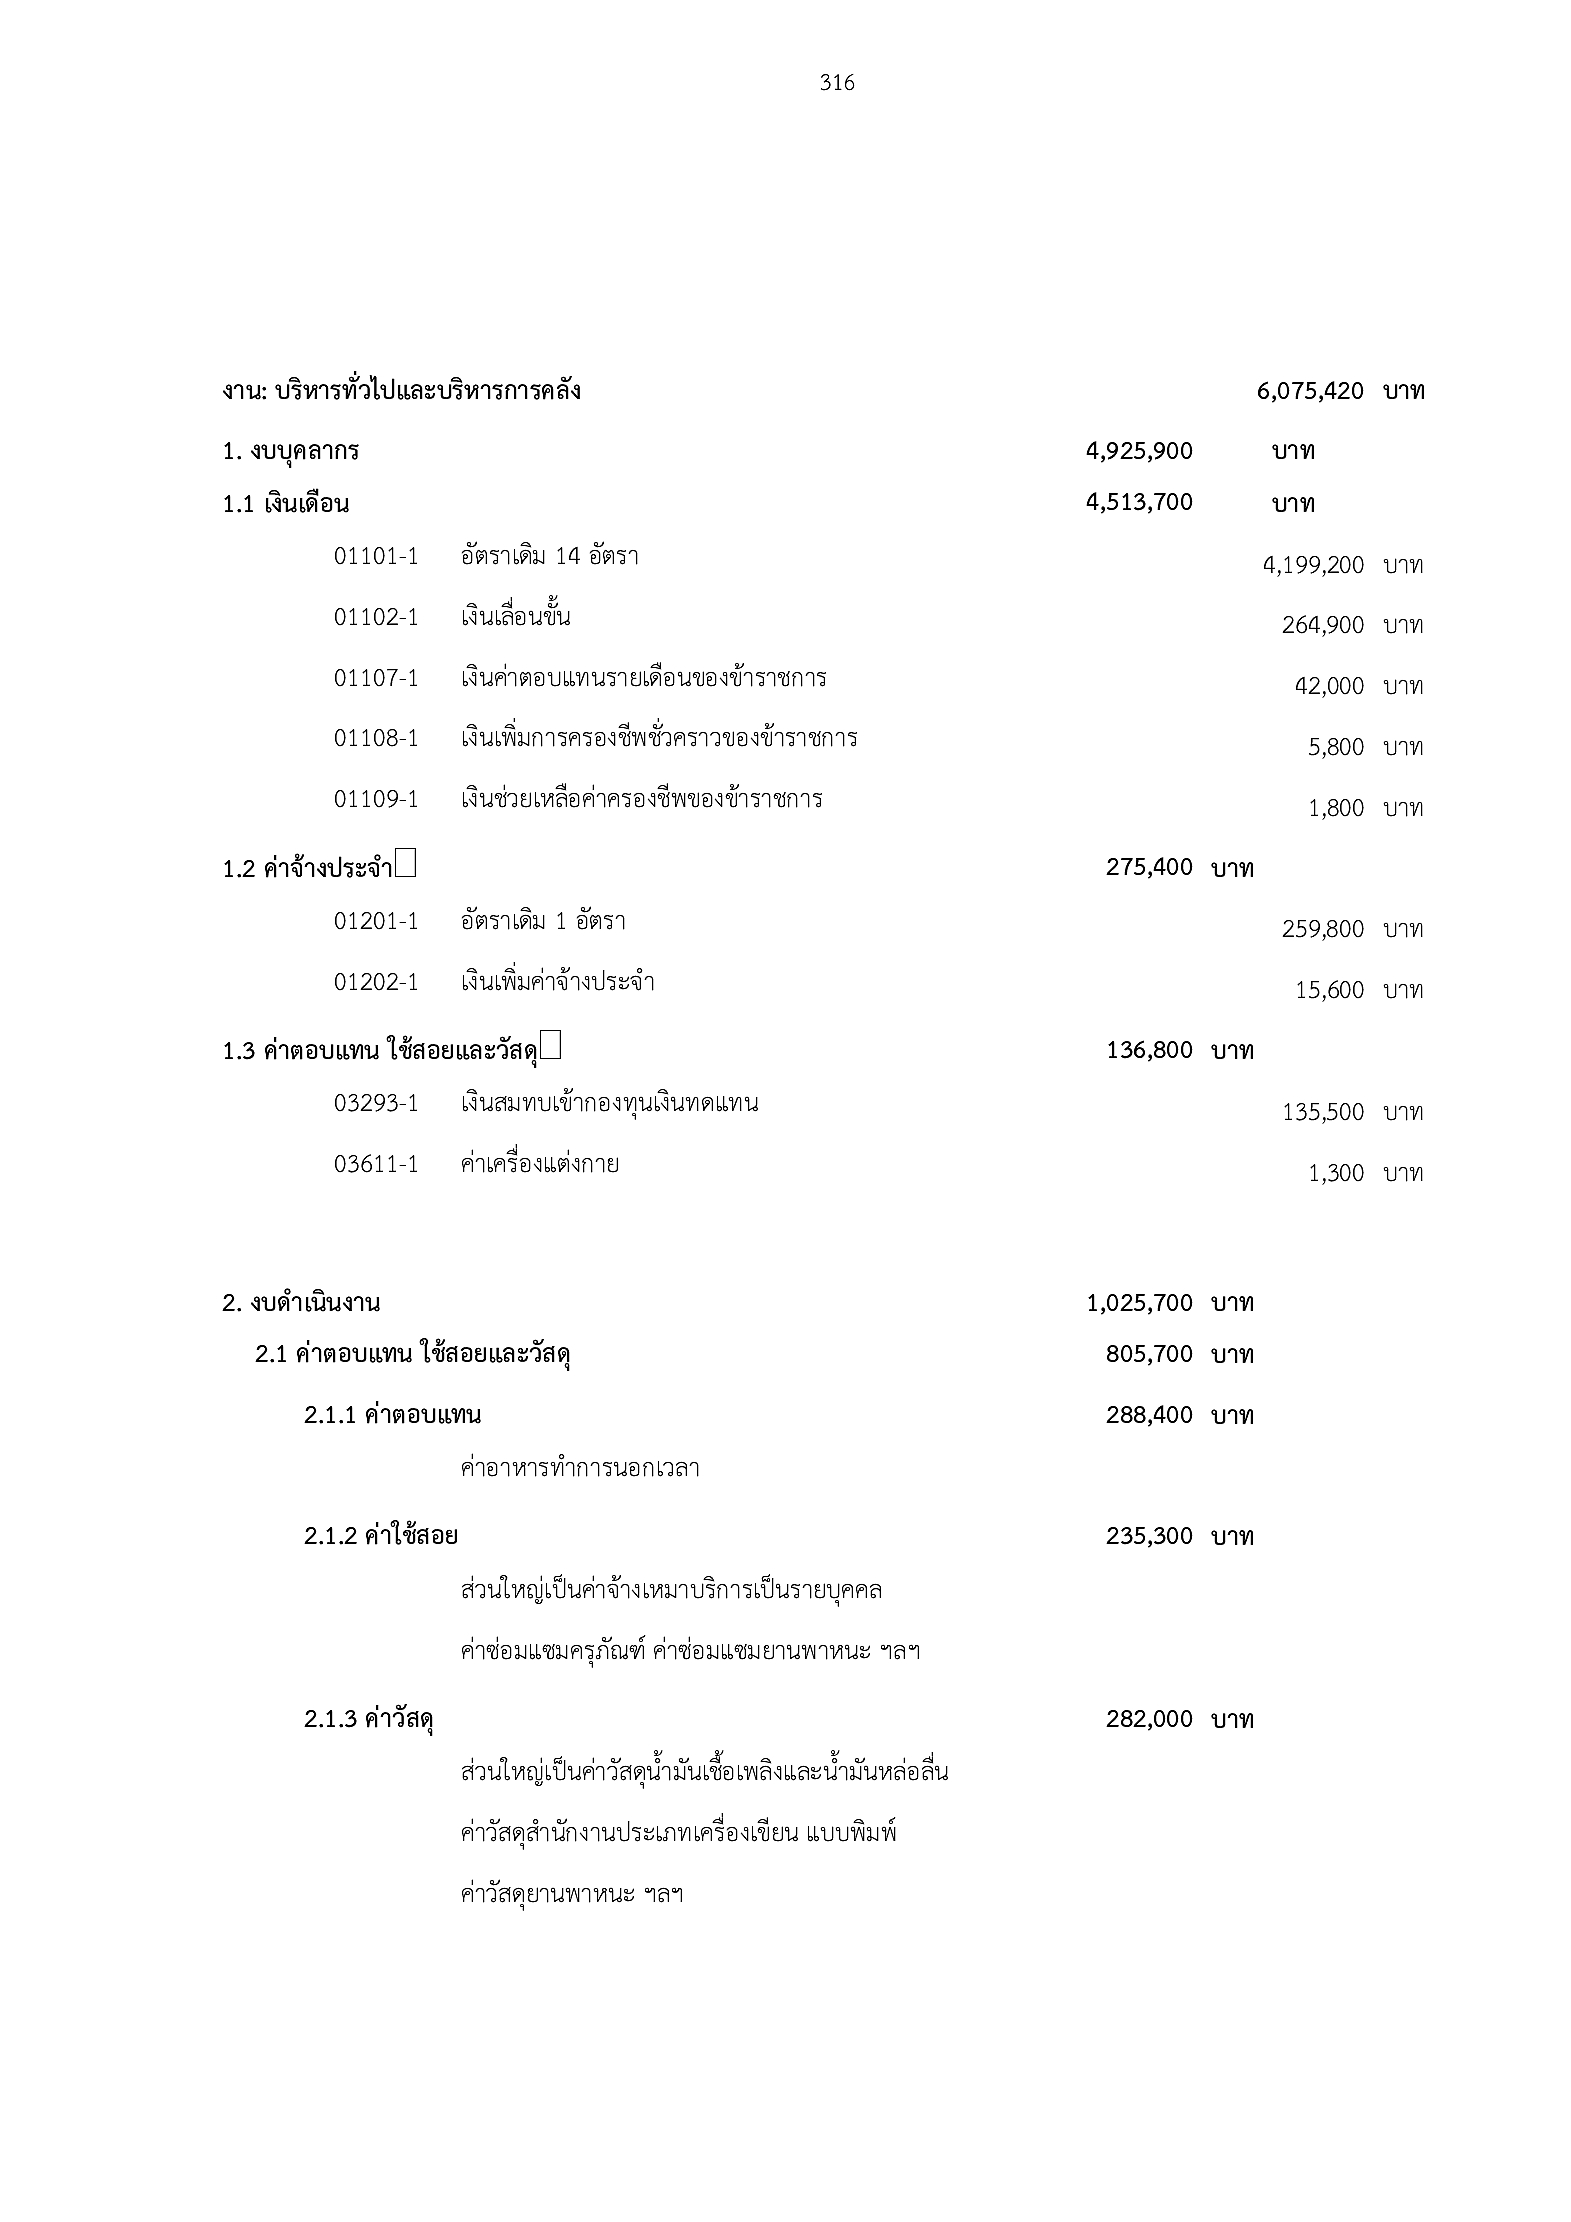 316
งาน: บริหารทั่วไปและบริหารการคลัง 6,075,420 บาท
1. งบบุคลากร 4,925,900 บาท
1.1 เงินเดือน 4,513,700 บาท
01101-1 อัตราเดิม 14 อัตรา 4,199,200 บาท
01102-1 เงินเลื่อนขั้น 264,900 บาท
01107-1 เงินค่าตอบแทนรายเดือนของข้าราชการ 42,000 บาท
01108-1 เงินเพิ่มการครองชีพชั่วคราวของข้าราชการ 5,800 บาท
01109-1 เงินช่วยเหลือค่าครองชีพของข้าราชการ 1,800 บาท
1.2 ค่าจ้างประจำ 275,400 บาท
01201-1 อัตราเดิม 1 อัตรา 259,800 บาท
01202-1 เงินเพิ่มค่าจ้างประจำ 15,600 บาท
1.3 ค่าตอบแทน ใช้สอยและวัสดุ 136,800 บาท
03293-1 เงินสมทบเข้ากองทุนเงินทดแทน 135,500 บาท
03611-1 ค่าเครื่องแต่งกาย 1,300 บาท
2. งบดำเนินงาน 1,025,700 บาท
2.1 ค่าตอบแทน ใช้สอยและวัสดุ 805,700 บาท
2.1.1 ค่าตอบแทน 288,400 บาท
ค่าอาหารทำการนอกเวลา
2.1.2 ค่าใช้สอย 235,300 บาท
ส่วนใหญ่เป็นค่าจ้างเหมาบริการเป็นรายบุคคล
ค่าซ่อมแซมครุภัณฑ์ ค่าซ่อมแซมยานพาหนะ ฯลฯ
2.1.3 ค่าวัสดุ 282,000 บาท
ส่วนใหญ่เป็นค่าวัสดุน้ำมันเชื้อเพลิงและน้ำมันหล่อลื่น
ค่าวัสดุสำนักงานประเภทเครื่องเขียน แบบพิมพ์
ค่าวัสดุยานพาหนะ ฯลฯ